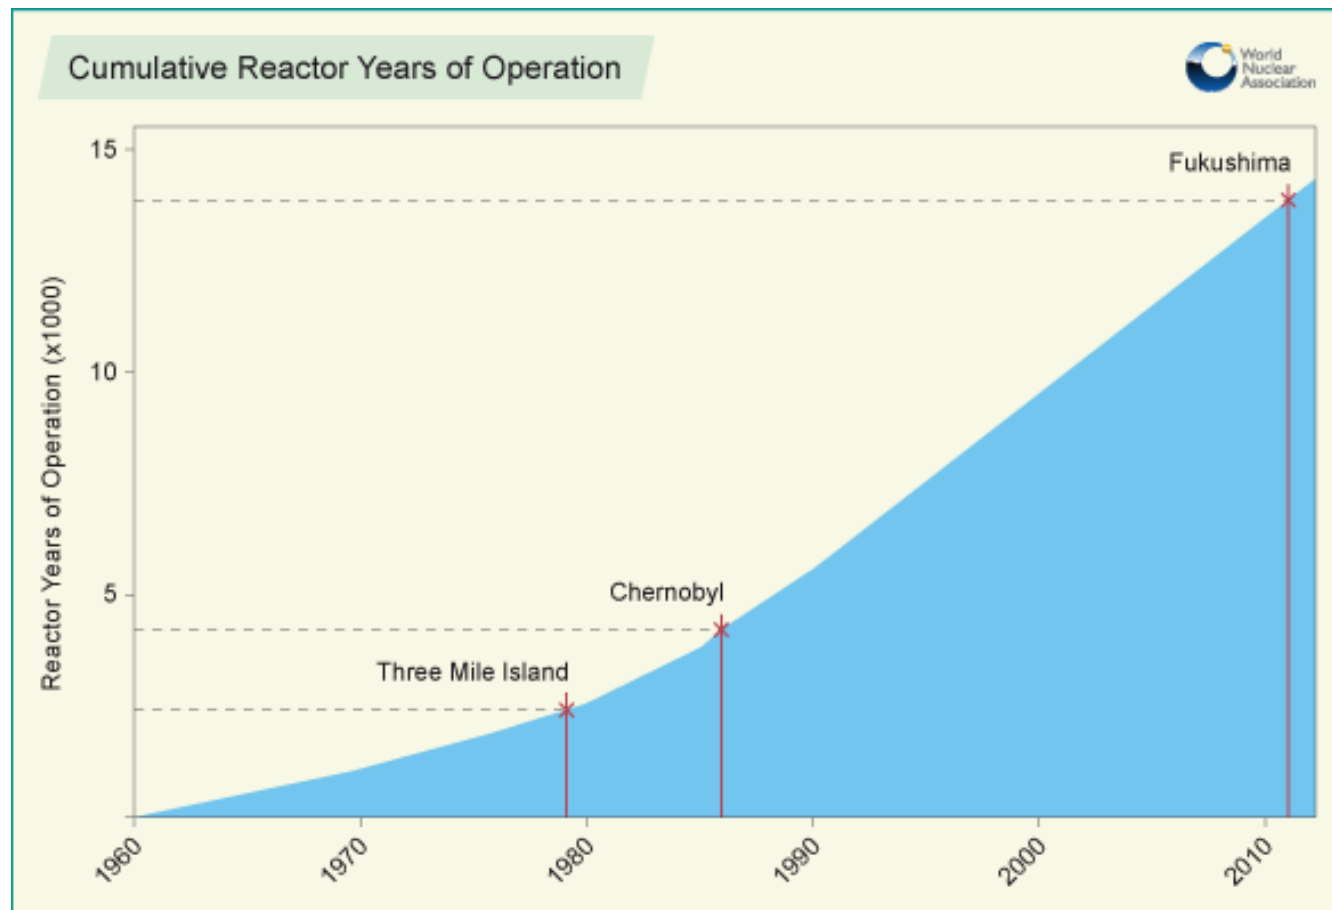 Cumulative Reactor Years of Operation
World
Nuclear
Association
Reactor Years of Operation (x1000)
15
10
5
Fukushima
Chernobyl
Three Mile Island
1960
1970
1980
1990
2000
2010